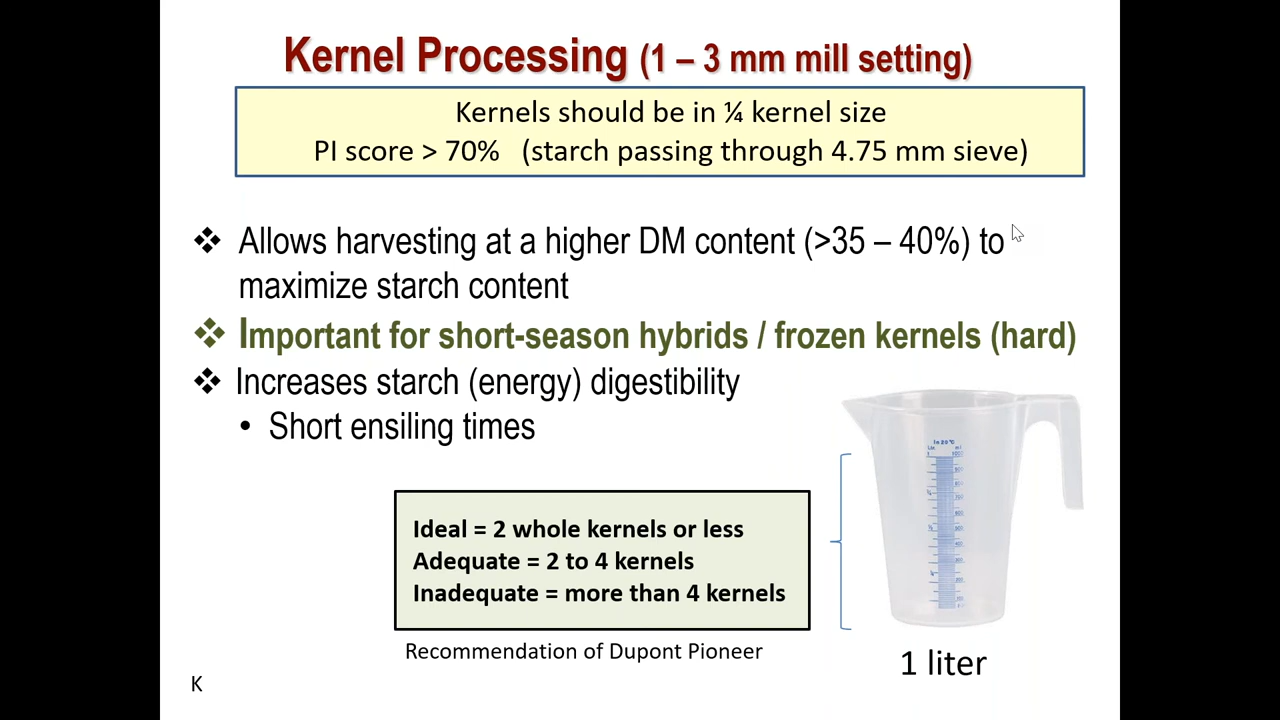 Kernel Processing (1 – 3 mm mill setting)
Kernels should be in ¼ kernel size
PI score > 70% (starch passing through 4.75 mm sieve)
❖ Allows harvesting at a higher DM content (>35 – 40%) to
maximize starch content
❖ Important for short-season hybrids / frozen kernels (hard)
❖ Increases starch (energy) digestibility
• Short ensiling times
Ideal = 2 whole kernels or less
Adequate = 2 to 4 kernels
Inadequate = more than 4 kernels
Recommendation of Dupont Pioneer
1 liter
K